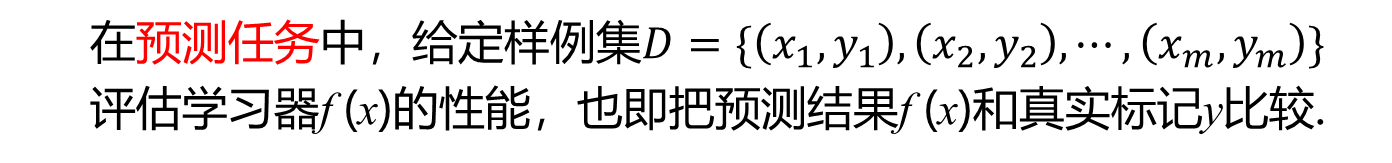 在预测任务中，给定样例集D = {(x₁,y₁),(x₂,y₂),⋯,(xₘ,yₘ)}
评估学习器f (x)的性能，也即把预测结果f (x)和真实标记y比较.